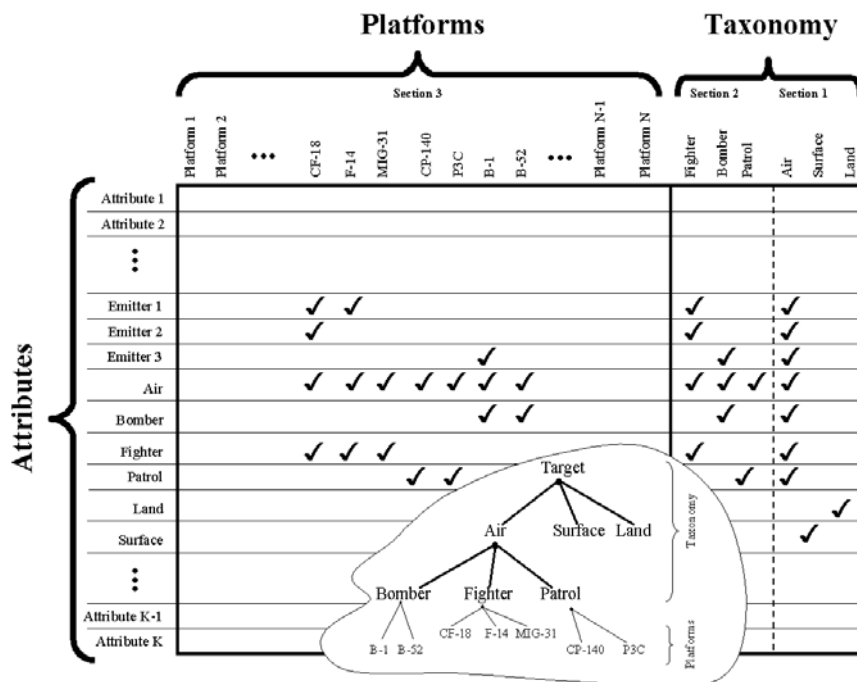 Platforms
Taxonomy
Section 3
Section 2
Section 1
Platform 1
Platform 2
•••
CF-18
F-14
MIG-31
CP-140
P3C
B-1
B-52
•••
Platform N-1
Platform N
Fighter
Bomber
Patrol
Air
Surface
Land
Attributes
Attribute 1
Attribute 2
Emitter 1 ✓ ✓ ✓ ✓
Emitter 2 ✓ ✓ ✓
Emitter 3 ✓ ✓ ✓
Air ✓ ✓ ✓ ✓ ✓ ✓ ✓ ✓ ✓ ✓ ✓
Bomber ✓ ✓ ✓ ✓
Fighter ✓ ✓ ✓ ✓ ✓
Patrol ✓ ✓ ✓ ✓
Land ✓
Surface ✓
Attribute K-1
Attribute K
Target
Air Surface Land
Bomber Fighter Patrol
CF-18 F-14 MIG-31
B-1 B-52
CP-140 P3C
Taxonomy
Platforms